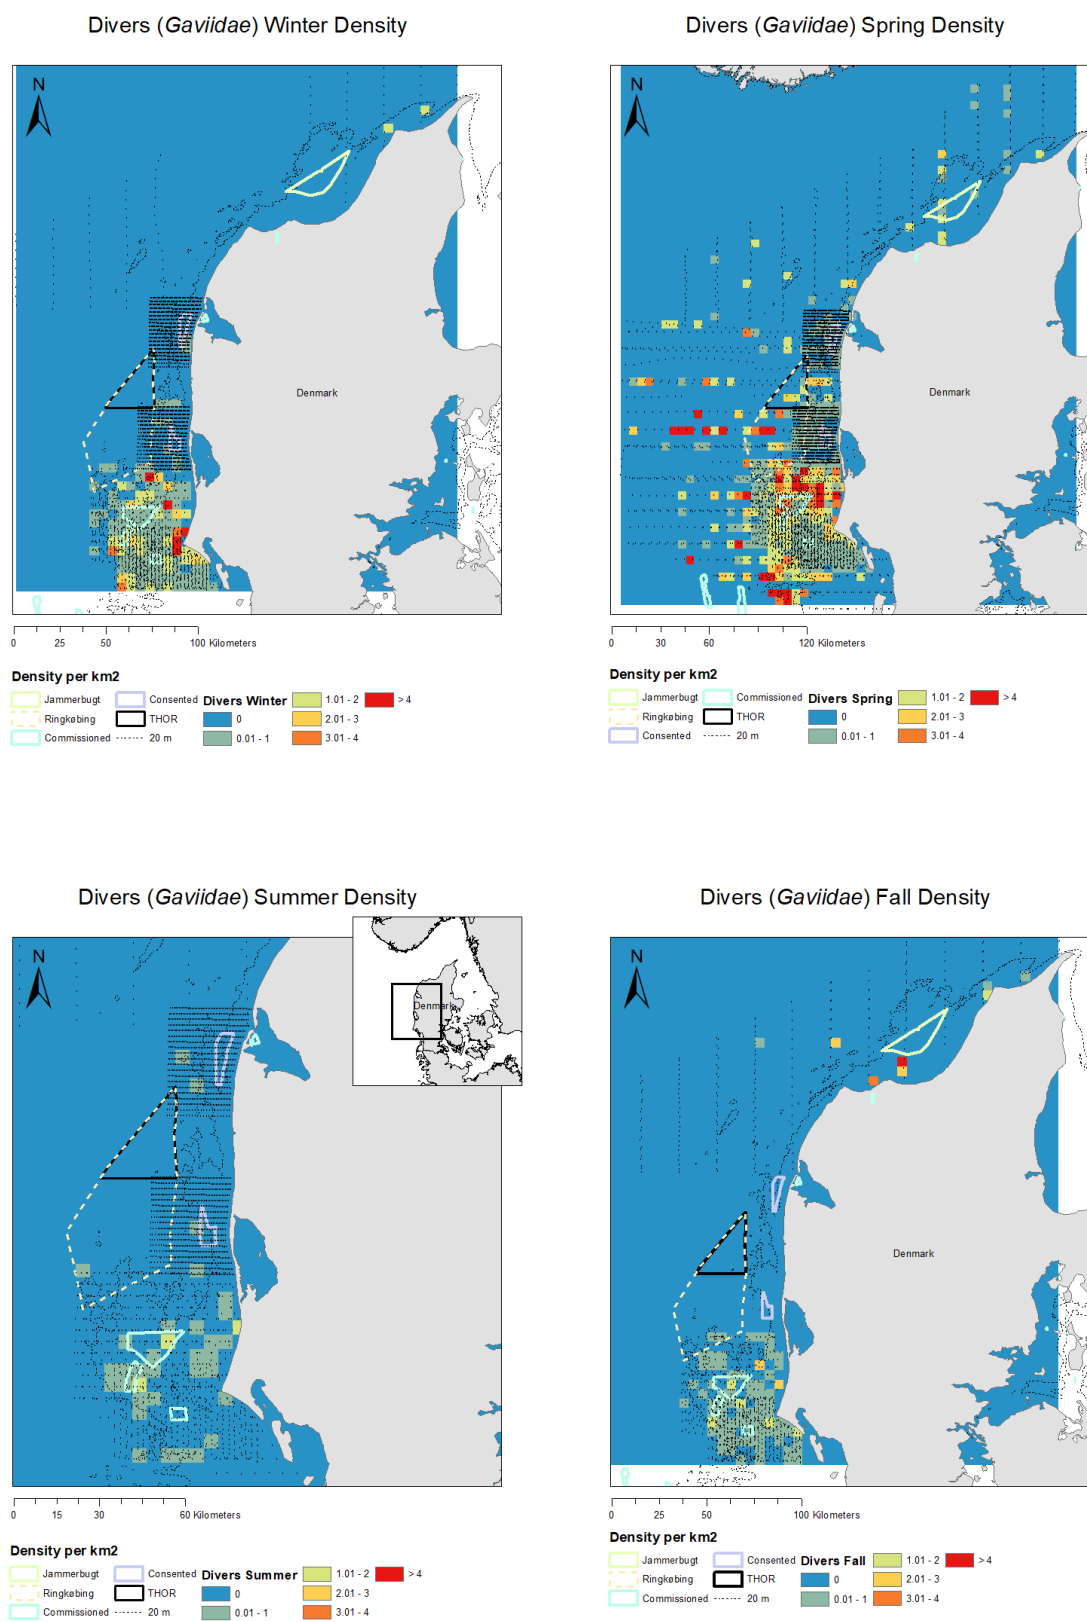 Divers (Gaviidae) Winter Density
N
Denmark
0 25 50 100 Kilometers
Density per km2
Jammerbugt
Ringkøbing
Commissioned
Consented
THOR
20 m
Divers Winter
0
0.01 - 1
1.01 - 2
2.01 - 3
3.01 - 4
> 4
Divers (Gaviidae) Spring Density
N
Denmark
0 30 60 120 Kilometers
Density per km2
Jammerbugt
Ringkøbing
Consented
Commissioned
THOR
20 m
Divers Spring
0
0.01 - 1
1.01 - 2
2.01 - 3
3.01 - 4
> 4
Divers (Gaviidae) Summer Density
N
Denmark
0 15 30 60 Kilometers
Density per km2
Jammerbugt
Ringkøbing
Commissioned
Consented
THOR
20 m
Divers Summer
0
0.01 - 1
1.01 - 2
2.01 - 3
3.01 - 4
> 4
Divers (Gaviidae) Fall Density
N
Denmark
0 25 50 100 Kilometers
Density per km2
Jammerbugt
Ringkøbing
Commissioned
Consented
THOR
20 m
Divers Fall
0
0.01 - 1
1.01 - 2
2.01 - 3
3.01 - 4
> 4